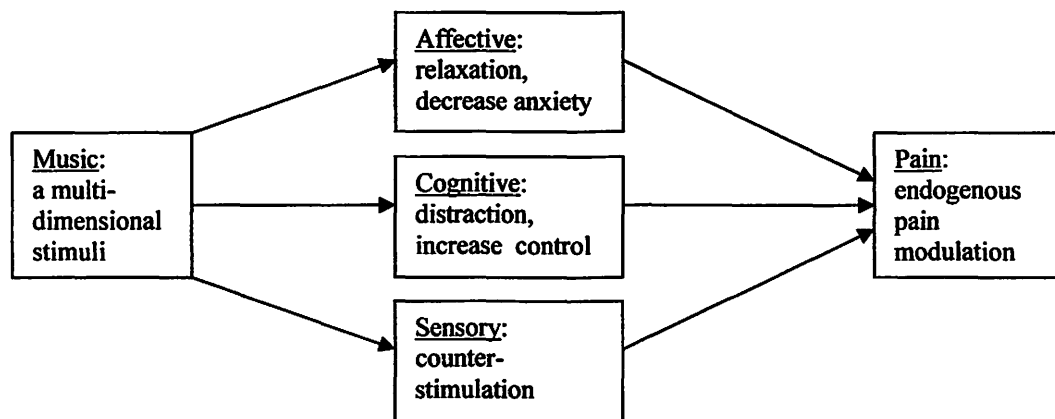 Music:
a multi-
dimensional
stimuli
Affective:
relaxation,
decrease anxiety
Cognitive:
distraction,
increase control
Sensory:
counter-
stimulation
Pain:
endogenous
pain
modulation